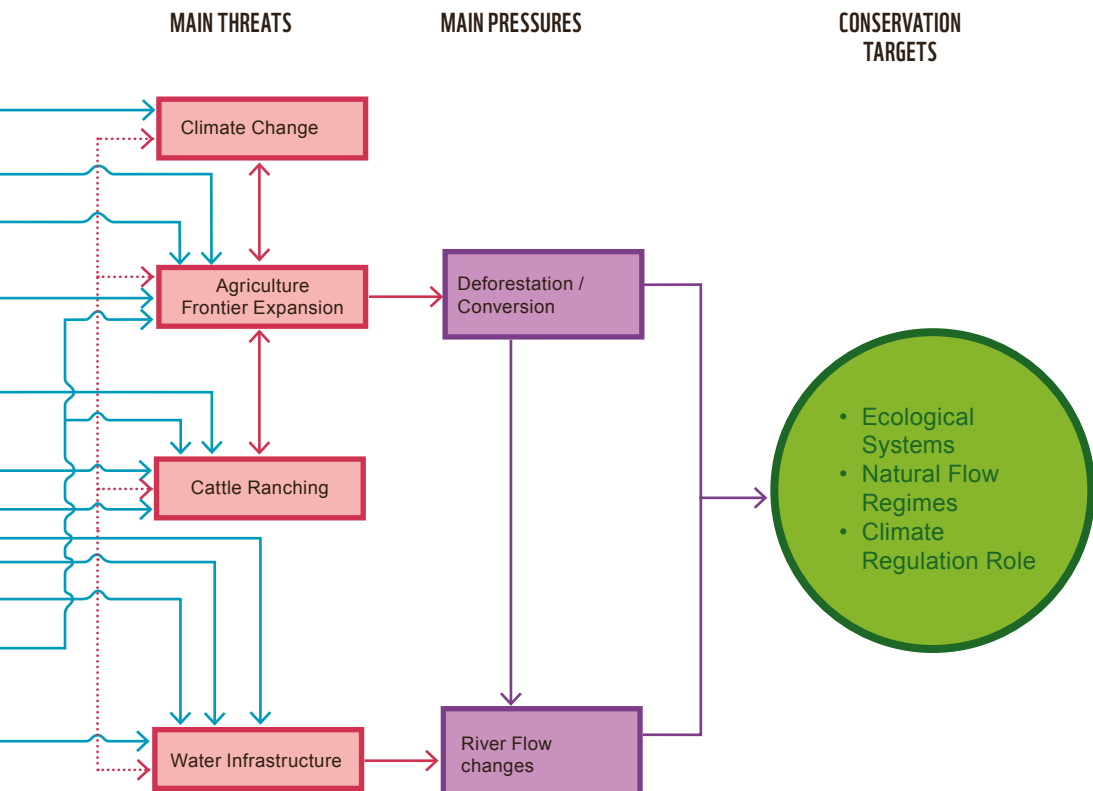 MAIN THREATS
MAIN PRESSURES
CONSERVATION
TARGETS
Climate Change
Agriculture
Frontier Expansion
Deforestation /
Conversion
• Ecological
Systems
• Natural Flow
Regimes
• Climate
Regulation Role
Cattle Ranching
Water Infrastructure
River Flow
changes